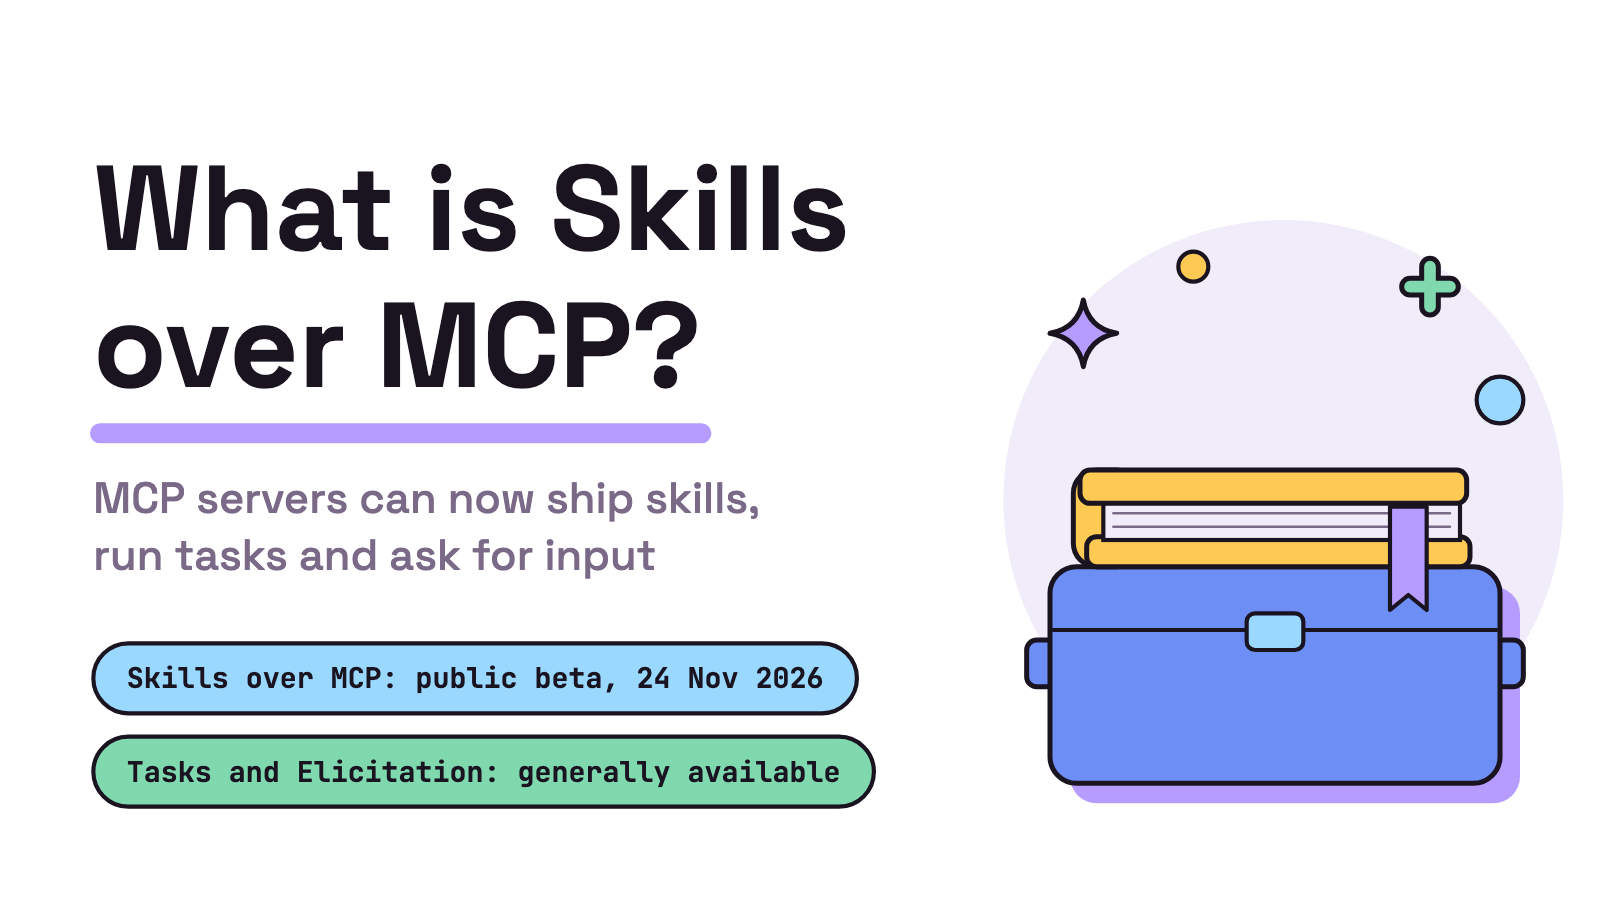 What is Skills
over MCP?
MCP servers can now ship skills,
run tasks and ask for input
Skills over MCP: public beta, 24 Nov 2026
Tasks and Elicitation: generally available